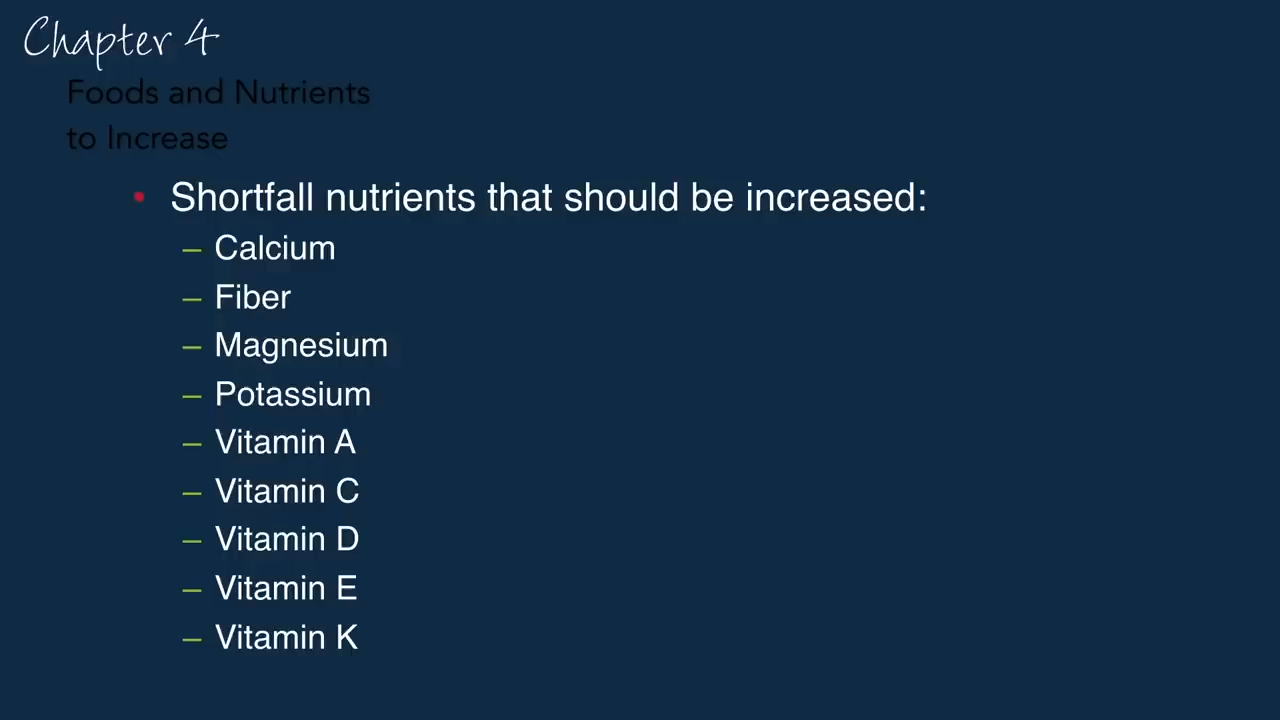 Chapter 4
Foods and Nutrients
to Increase
• Shortfall nutrients that should be increased:
– Calcium
– Fiber
– Magnesium
– Potassium
– Vitamin A
– Vitamin C
– Vitamin D
– Vitamin E
– Vitamin K